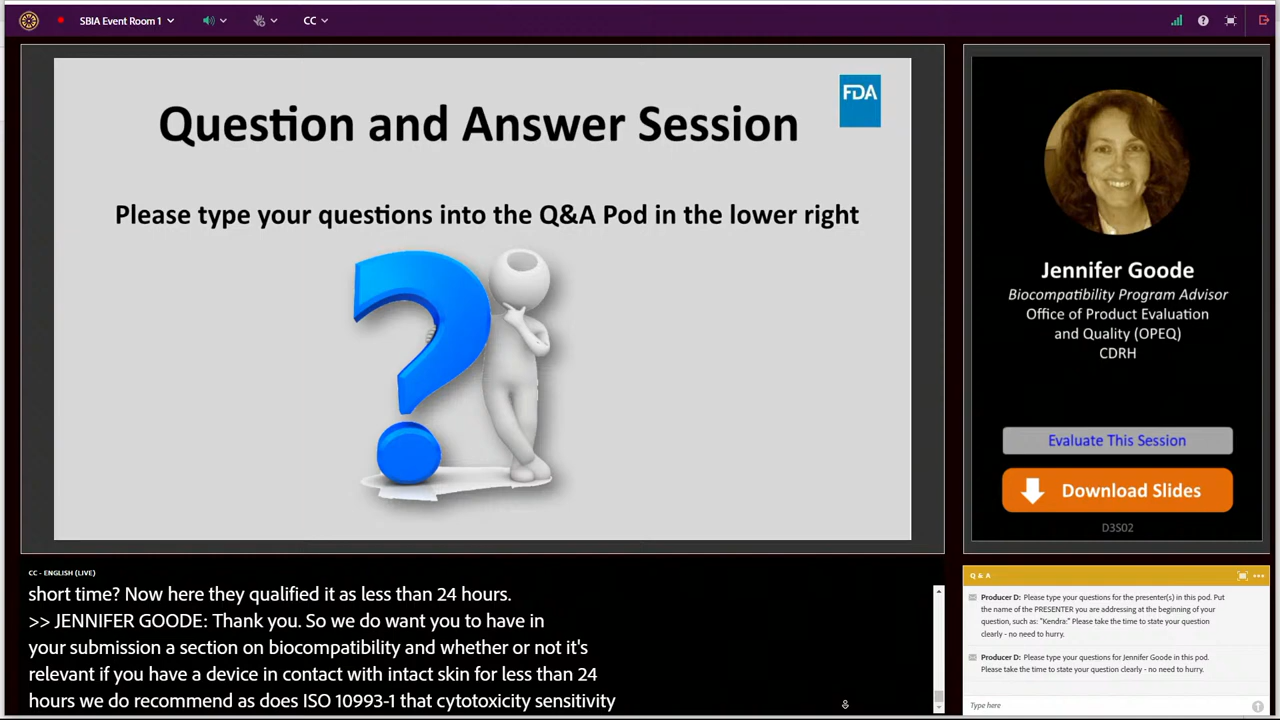 SBIA Event Room 1
CC
Question and Answer Session
FDA
Please type your questions into the Q&A Pod in the lower right
Jennifer Goode
Biocompatibility Program Advisor
Office of Product Evaluation
and Quality (OPEQ)
CDRH
Evaluate This Session
Download Slides
D3S02
CC - ENGLISH (LIVE)
short time? Now here they qualified it as less than 24 hours.
>> JENNIFER GOODE: Thank you. So we do want you to have in
your submission a section on biocompatibility and whether or not it's
relevant if you have a device in contact with intact skin for less than 24
hours we do recommend as does ISO 10993-1 that cytotoxicity sensitivity
Q & A
Producer D: Please type your questions for the presenter(s) in this pod. Put
the name of the PRESENTER you are addressing at the beginning of your
question, such as: "Kendra:" Please take the time to state your question
clearly - no need to hurry.
Producer D: Please type your questions for Jennifer Goode in this pod.
Please take the time to state your question clearly - no need to hurry.
Type here